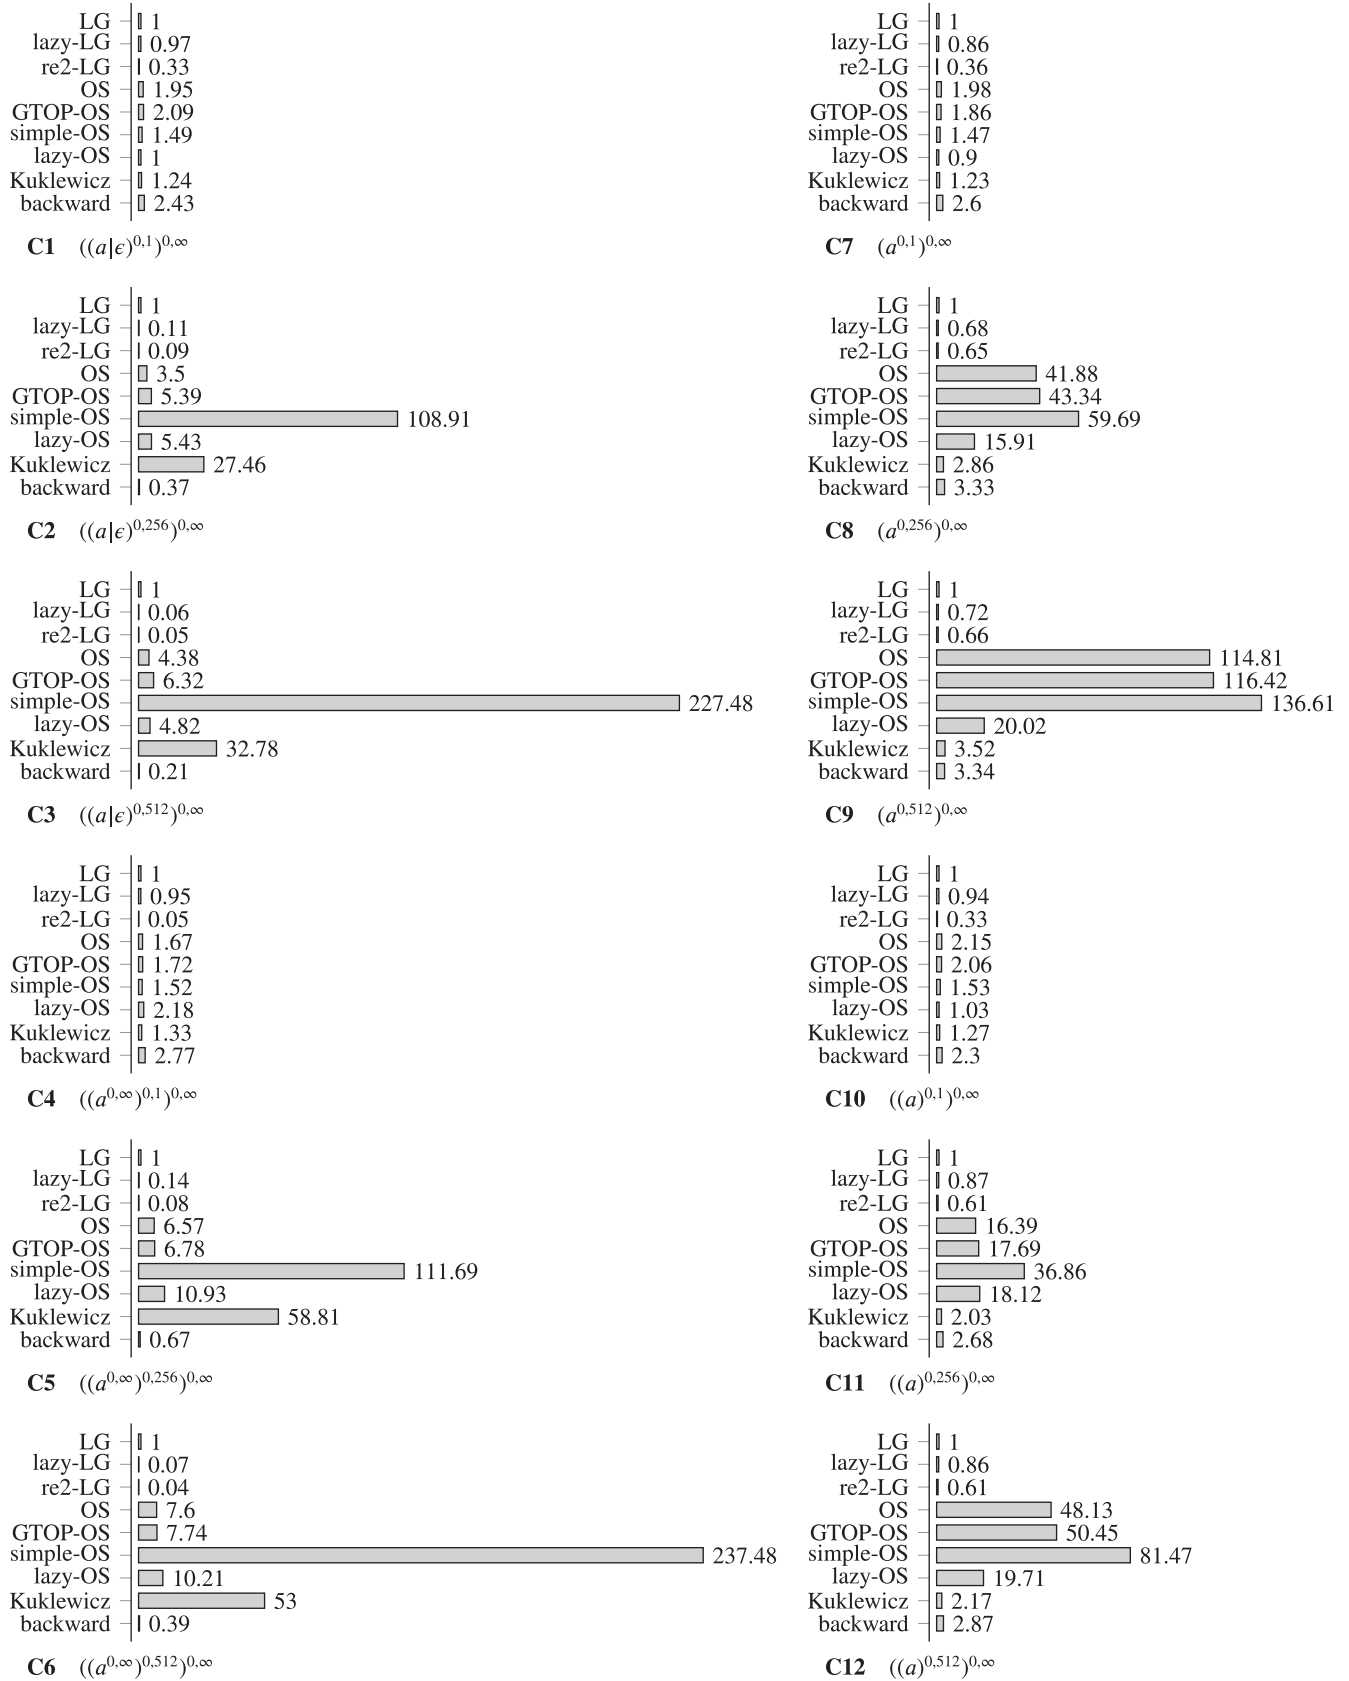 LG 1
lazy-LG 0.97
re2-LG 0.33
OS 1.95
GTOP-OS 2.09
simple-OS 1.49
lazy-OS 1
Kuklewicz 1.24
backward 2.43
C1 ((a|ϵ)^{0,1})^{0,∞}
LG 1
lazy-LG 0.11
re2-LG 0.09
OS 3.5
GTOP-OS 5.39
simple-OS 108.91
lazy-OS 5.43
Kuklewicz 27.46
backward 0.37
C2 ((a|ϵ)^{0,256})^{0,∞}
LG 1
lazy-LG 0.06
re2-LG 0.05
OS 4.38
GTOP-OS 6.32
simple-OS 227.48
lazy-OS 4.82
Kuklewicz 32.78
backward 0.21
C3 ((a|ϵ)^{0,512})^{0,∞}
LG 1
lazy-LG 0.95
re2-LG 0.05
OS 1.67
GTOP-OS 1.72
simple-OS 1.52
lazy-OS 2.18
Kuklewicz 1.33
backward 2.77
C4 ((a^{0,∞})^{0,1})^{0,∞}
LG 1
lazy-LG 0.14
re2-LG 0.08
OS 6.57
GTOP-OS 6.78
simple-OS 111.69
lazy-OS 10.93
Kuklewicz 58.81
backward 0.67
C5 ((a^{0,∞})^{0,256})^{0,∞}
LG 1
lazy-LG 0.07
re2-LG 0.04
OS 7.6
GTOP-OS 7.74
simple-OS 237.48
lazy-OS 10.21
Kuklewicz 53
backward 0.39
C6 ((a^{0,∞})^{0,512})^{0,∞}
LG 1
lazy-LG 0.86
re2-LG 0.36
OS 1.98
GTOP-OS 1.86
simple-OS 1.47
lazy-OS 0.9
Kuklewicz 1.23
backward 2.6
C7 (a^{0,1})^{0,∞}
LG 1
lazy-LG 0.68
re2-LG 0.65
OS 41.88
GTOP-OS 43.34
simple-OS 59.69
lazy-OS 15.91
Kuklewicz 2.86
backward 3.33
C8 (a^{0,256})^{0,∞}
LG 1
lazy-LG 0.72
re2-LG 0.66
OS 114.81
GTOP-OS 116.42
simple-OS 136.61
lazy-OS 20.02
Kuklewicz 3.52
backward 3.34
C9 (a^{0,512})^{0,∞}
LG 1
lazy-LG 0.94
re2-LG 0.33
OS 2.15
GTOP-OS 2.06
simple-OS 1.53
lazy-OS 1.03
Kuklewicz 1.27
backward 2.3
C10 ((a)^{0,1})^{0,∞}
LG 1
lazy-LG 0.87
re2-LG 0.61
OS 16.39
GTOP-OS 17.69
simple-OS 36.86
lazy-OS 18.12
Kuklewicz 2.03
backward 2.68
C11 ((a)^{0,256})^{0,∞}
LG 1
lazy-LG 0.86
re2-LG 0.61
OS 48.13
GTOP-OS 50.45
simple-OS 81.47
lazy-OS 19.71
Kuklewicz 2.17
backward 2.87
C12 ((a)^{0,512})^{0,∞}